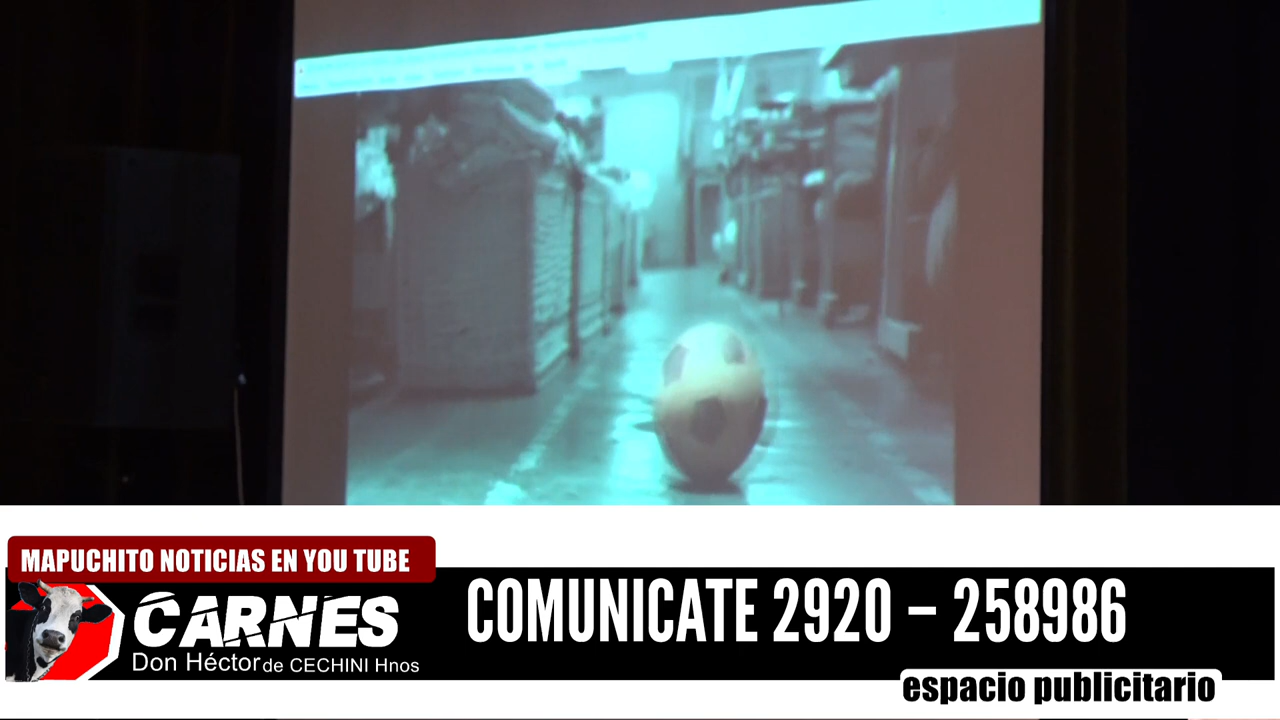 MAPUCHITO NOTICIAS EN YOU TUBE
CARNES
Don Héctor de CECHINI Hnos
COMUNICATE 2920 – 258986
espacio publicitario